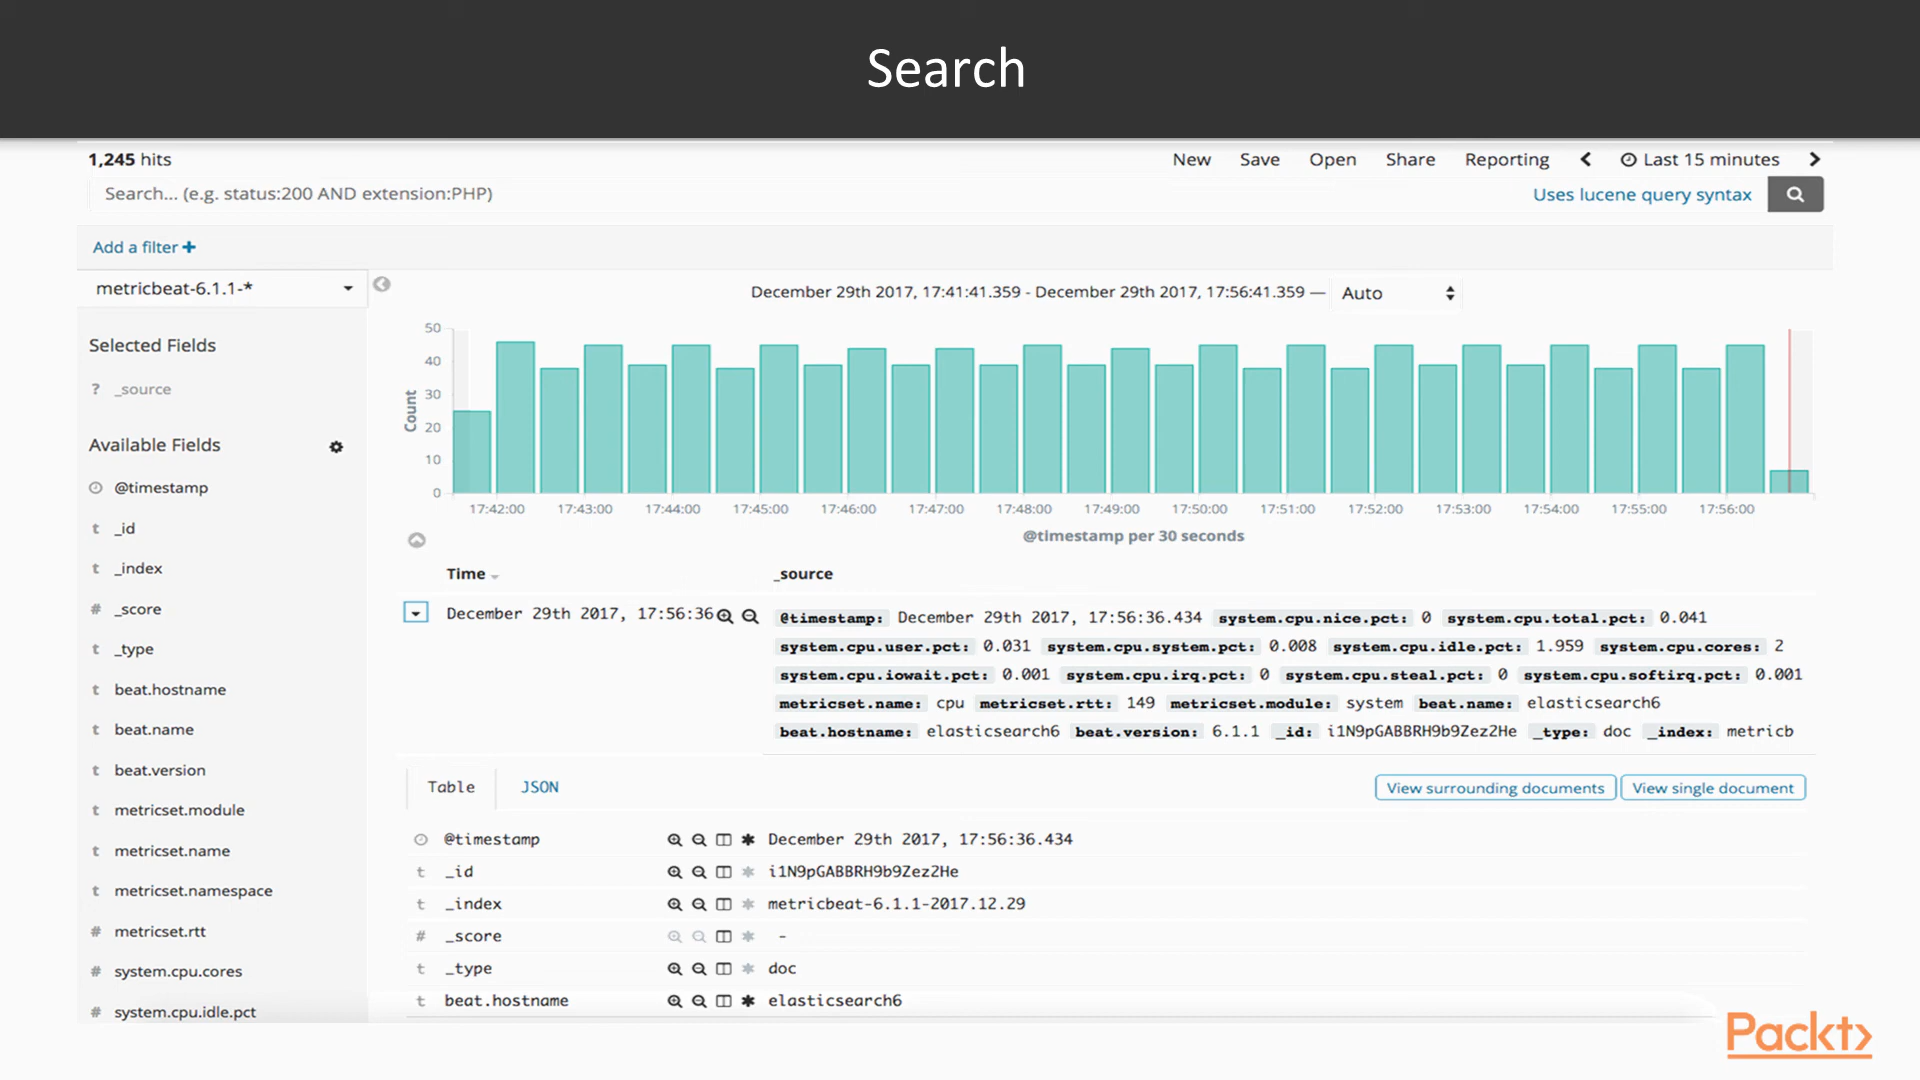 Search
1,245 hits
New Save Open Share Reporting Last 15 minutes
Search... (e.g. status:200 AND extension:PHP)
Uses lucene query syntax
Add a filter +
metricbeat-6.1.1-*
December 29th 2017, 17:41:41.359 - December 29th 2017, 17:56:41.359 — Auto
Selected Fields
? _source
Available Fields
@timestamp
t _id
t _index
# _score
t _type
t beat.hostname
t beat.name
t beat.version
t metricset.module
t metricset.name
t metricset.namespace
# metricset.rtt
# system.cpu.cores
# system.cpu.idle.pct
Count
50
40
30
20
10
0
17:42:00 17:43:00 17:44:00 17:45:00 17:46:00 17:47:00 17:48:00 17:49:00 17:50:00 17:51:00 17:52:00 17:53:00 17:54:00 17:55:00 17:56:00
@timestamp per 30 seconds
Time _source
December 29th 2017, 17:56:36
@timestamp: December 29th 2017, 17:56:36.434 system.cpu.nice.pct: 0 system.cpu.total.pct: 0.041
system.cpu.user.pct: 0.031 system.cpu.system.pct: 0.008 system.cpu.idle.pct: 1.959 system.cpu.cores: 2
system.cpu.iowait.pct: 0.001 system.cpu.irq.pct: 0 system.cpu.steal.pct: 0 system.cpu.softirq.pct: 0.001
metricset.name: cpu metricset.rtt: 149 metricset.module: system beat.name: elasticsearch6
beat.hostname: elasticsearch6 beat.version: 6.1.1 _id: i1N9pGABBRH9b9Zez2He _type: doc _index: metricb
Table JSON View surrounding documents View single document
@timestamp December 29th 2017, 17:56:36.434
t _id i1N9pGABBRH9b9Zez2He
t _index metricbeat-6.1.1-2017.12.29
# _score -
t _type doc
t beat.hostname elasticsearch6
Packt>